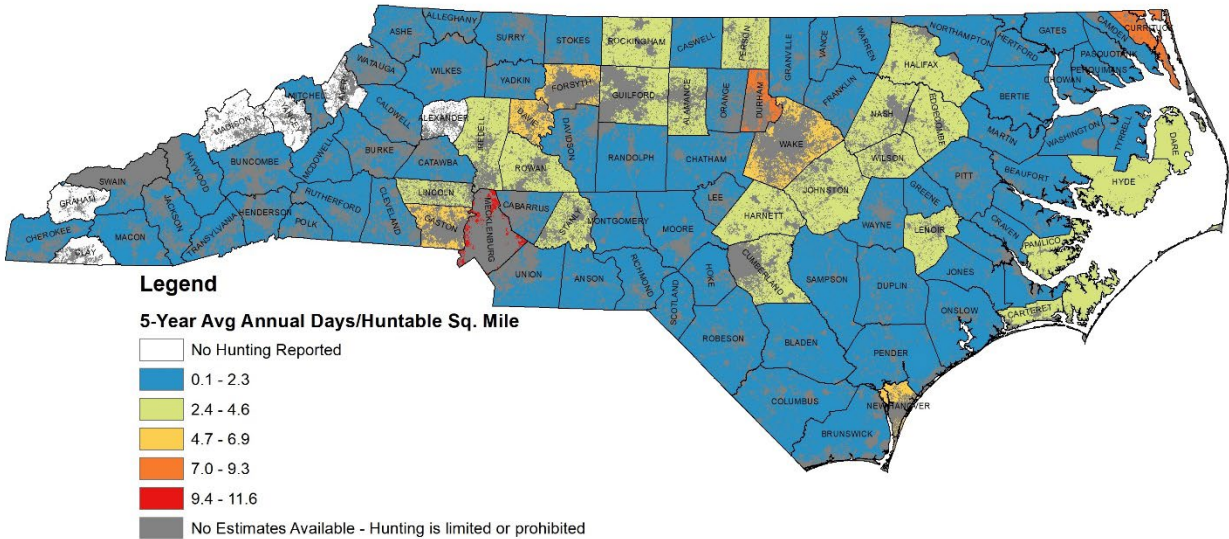 ALLEGHANY
ASHE
SURRY
STOKES
ROCKINGHAM
CASWELL
PERSON
GRANVILLE
VANCE
WARREN
NORTHAMPTON
HERTFORD
GATES
CAMDEN
CURRITUCK
PASQUOTANK
PERQUIMANS
CHOWAN
WATAUGA
WILKES
YADKIN
FORSYTH
GUILFORD
ALAMANCE
ORANGE
DURHAM
FRANKLIN
HALIFAX
BERTIE
MITCHEL
AVERY
MADISON
CALDWELL
ALEXANDER
IREDELL
DAVIE
DAVIDSON
RANDOLPH
CHATHAM
WAKE
NASH
EDGECOMBE
MARTIN
WASHINGTON
TYRRELL
DARE
HAYWOOD
BUNCOMBE
MCDOWELL
BURKE
CATAWBA
ROWAN
WILSON
PITT
BEAUFORT
HYDE
SWAIN
GRAHAM
JACKSON
HENDERSON
RUTHERFORD
POLK
CLEVELAND
LINCOLN
GASTON
MECKLENBURG
CABARRUS
STANLY
MONTGOMERY
MOORE
LEE
HARNETT
JOHNSTON
WAYNE
GREENE
LENOIR
CRAVEN
PAMLICO
CHEROKEE
CLAY
MACON
TRANSYLVANIA
UNION
ANSON
RICHMOND
SCOTLAND
HOKE
CUMBERLAND
SAMPSON
DUPLIN
JONES
ONSLOW
CARTERET
ROBESON
BLADEN
PENDER
COLUMBUS
NEW HANOVER
BRUNSWICK
Legend
5-Year Avg Annual Days/Huntable Sq. Mile
No Hunting Reported
0.1 - 2.3
2.4 - 4.6
4.7 - 6.9
7.0 - 9.3
9.4 - 11.6
No Estimates Available - Hunting is limited or prohibited